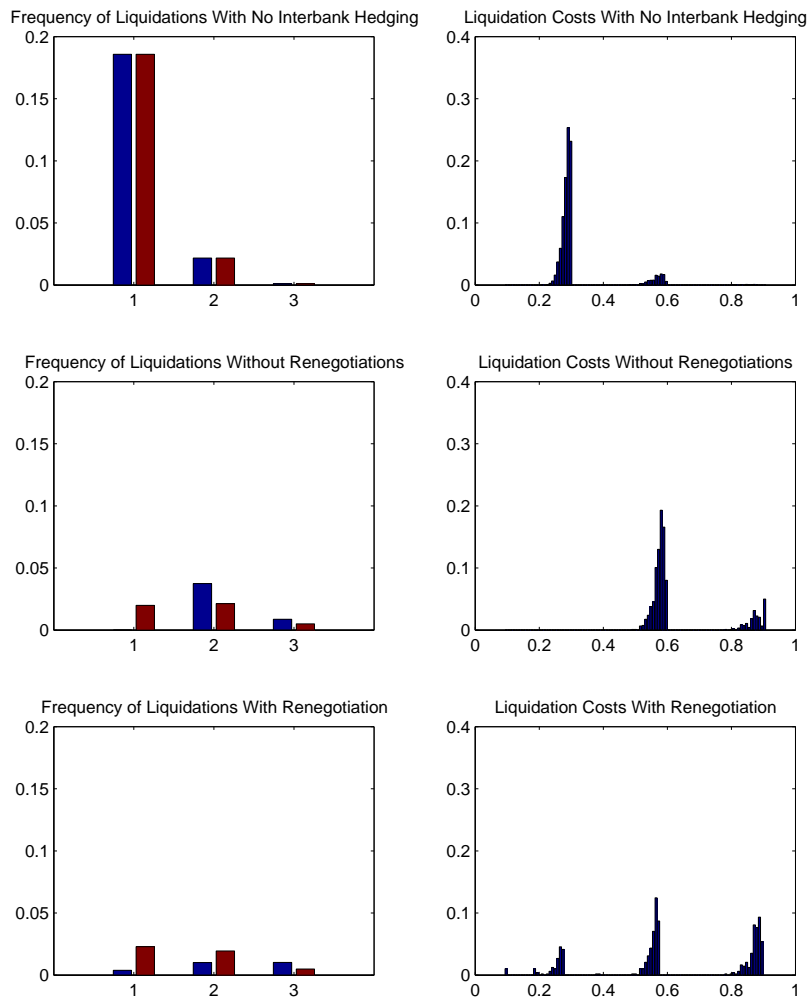 Frequency of Liquidations With No Interbank Hedging
0.2
0.15
0.1
0.05
0
1 2 3
Liquidation Costs With No Interbank Hedging
0.4
0.3
0.2
0.1
0
0 0.2 0.4 0.6 0.8 1
Frequency of Liquidations Without Renegotiations
0.2
0.15
0.1
0.05
0
1 2 3
Liquidation Costs Without Renegotiations
0.4
0.3
0.2
0.1
0
0 0.2 0.4 0.6 0.8 1
Frequency of Liquidations With Renegotiation
0.2
0.15
0.1
0.05
0
1 2 3
Liquidation Costs With Renegotiation
0.4
0.3
0.2
0.1
0
0 0.2 0.4 0.6 0.8 1